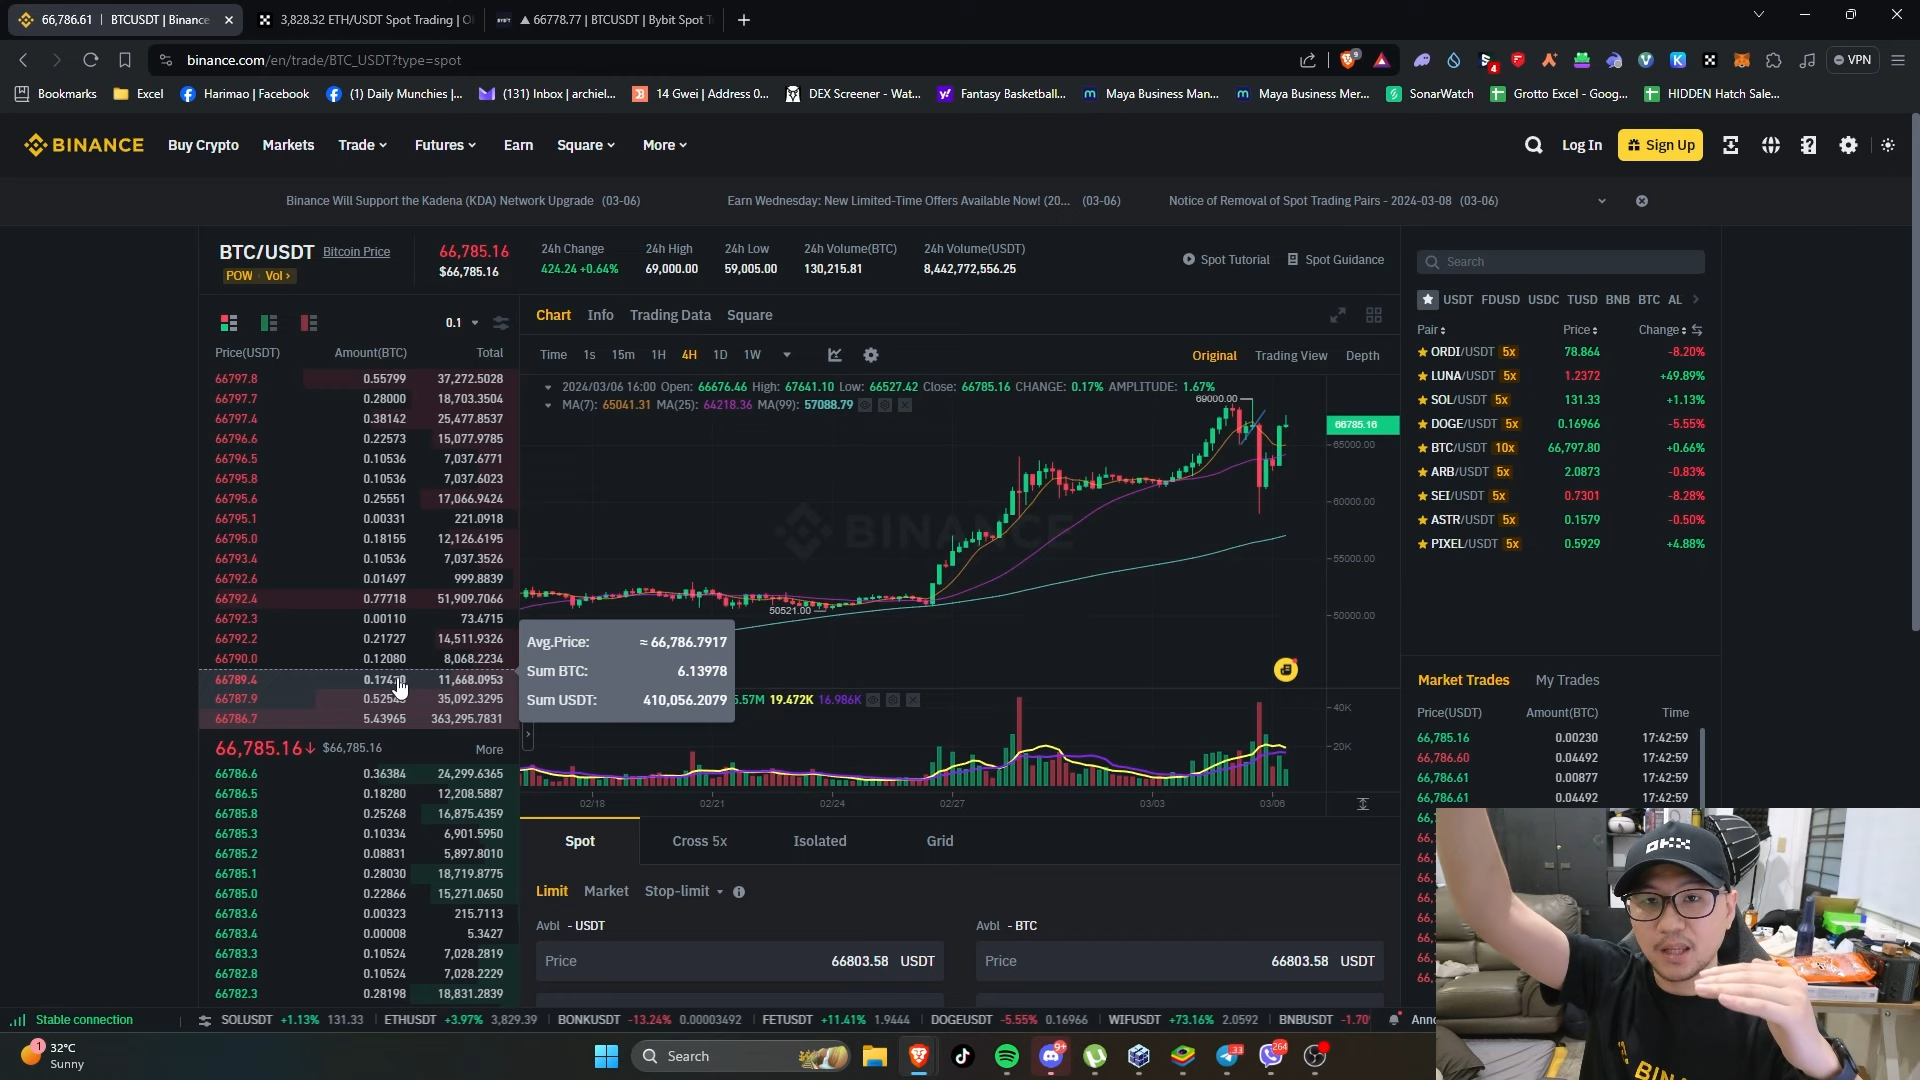 66,786.61 | BTCUSDT | Binance
3,828.32 ETH/USDT Spot Trading | O
▲ 66778.77 | BTCUSDT | Bybit Spot T
binance.com/en/trade/BTC_USDT?type=spot
9
4
VPN
Bookmarks
Excel
Harimao | Facebook
(1) Daily Munchies |...
(131) Inbox | archiel...
14 Gwei | Address 0...
DEX Screener - Wat...
Fantasy Basketball...
Maya Business Man...
Maya Business Mer...
SonarWatch
Grotto Excel - Goog...
HIDDEN Hatch Sale...
BINANCE
Buy Crypto
Markets
Trade
Futures
Earn
Square
More
Log In
Sign Up
Binance Will Support the Kadena (KDA) Network Upgrade (03-06)
Earn Wednesday: New Limited-Time Offers Available Now! (20... (03-06)
Notice of Removal of Spot Trading Pairs - 2024-03-08 (03-06)
BTC/USDT Bitcoin Price
POW · Vol ›
66,785.16
$66,785.16
24h Change
424.24 +0.64%
24h High
69,000.00
24h Low
59,005.00
24h Volume(BTC)
130,215.81
24h Volume(USDT)
8,442,772,556.25
Spot Tutorial
Spot Guidance
0.1
Price(USDT) Amount(BTC) Total
66797.8 0.55799 37,272.5028
66797.7 0.28000 18,703.3504
66797.4 0.38142 25,477.8537
66796.6 0.22573 15,077.9785
66796.5 0.10536 7,037.6771
66795.8 0.10536 7,037.6023
66795.6 0.25551 17,066.9424
66795.1 0.00331 221.0918
66795.0 0.18155 12,126.6195
66793.4 0.10536 7,037.3526
66792.6 0.01497 999.8839
66792.4 0.77718 51,909.7066
66792.3 0.00110 73.4715
66792.2 0.21727 14,511.9326
66790.0 0.12080 8,068.2234
66789.4 11,668.0953
66787.9 35,092.3295
66786.7 5.43965 363,295.7831
66,785.16↓ $66,785.16 More
66786.6 0.36384 24,299.6365
66786.5 0.18280 12,208.5887
66785.8 0.25268 16,875.4359
66785.3 0.10334 6,901.5950
66785.2 0.08831 5,897.8010
66785.1 0.28030 18,719.8775
66785.0 0.22866 15,271.0650
66783.6 0.00323 215.7113
66783.4 0.00008 5.3427
66783.3 0.10524 7,028.2819
66782.8 0.10524 7,028.2229
66782.3 0.28198 18,831.2839
Chart Info Trading Data Square
Time 1s 15m 1H 4H 1D 1W
Original Trading View Depth
2024/03/06 16:00 Open: 66676.46 High: 67641.10 Low: 66527.42 Close: 66785.16 CHANGE: 0.17% AMPLITUDE: 1.67%
MA(7): 65041.31 MA(25): 64218.36 MA(99): 57088.79
69000.00
66785.16
65000.00
60000.00
55000.00
50000.00
BINANCE
50521.00
Avg.Price: ≈ 66,786.7917
Sum BTC: 6.13978
Sum USDT: 410,056.2079
5.57M 19.472K 16.986K
40K
20K
02/18 02/21 02/24 02/27 03/03 03/06
Spot Cross 5x Isolated Grid
Limit Market Stop-limit
Avbl - USDT
Price 66803.58 USDT
Avbl - BTC
Price 66803.58 USDT
Search
USDT FDUSD USDC TUSD BNB BTC AL
Pair Price Change
ORDI/USDT 5x 78.864 -8.20%
LUNA/USDT 5x 1.2372 +49.89%
SOL/USDT 5x 131.33 +1.13%
DOGE/USDT 5x 0.16966 -5.55%
BTC/USDT 10x 66,797.80 +0.66%
ARB/USDT 5x 2.0873 -0.83%
SEI/USDT 5x 0.7301 -8.28%
ASTR/USDT 5x 0.1579 -0.50%
PIXEL/USDT 5x 0.5929 +4.88%
Market Trades My Trades
Price(USDT) Amount(BTC) Time
66,785.16 0.00230 17:42:59
66,786.60 0.04492 17:42:59
66,786.61 0.00877 17:42:59
66,786.61 0.04492 17:42:59
OKX
Stable connection
SOLUSDT +1.13% 131.33
ETHUSDT +3.97% 3,829.39
BONKUSDT -13.24% 0.00003492
FETUSDT +11.41% 1.9444
DOGEUSDT -5.55% 0.16966
WIFUSDT +73.16% 2.0592
BNBUSDT
1
32°C
Sunny
Search
9+
33
264